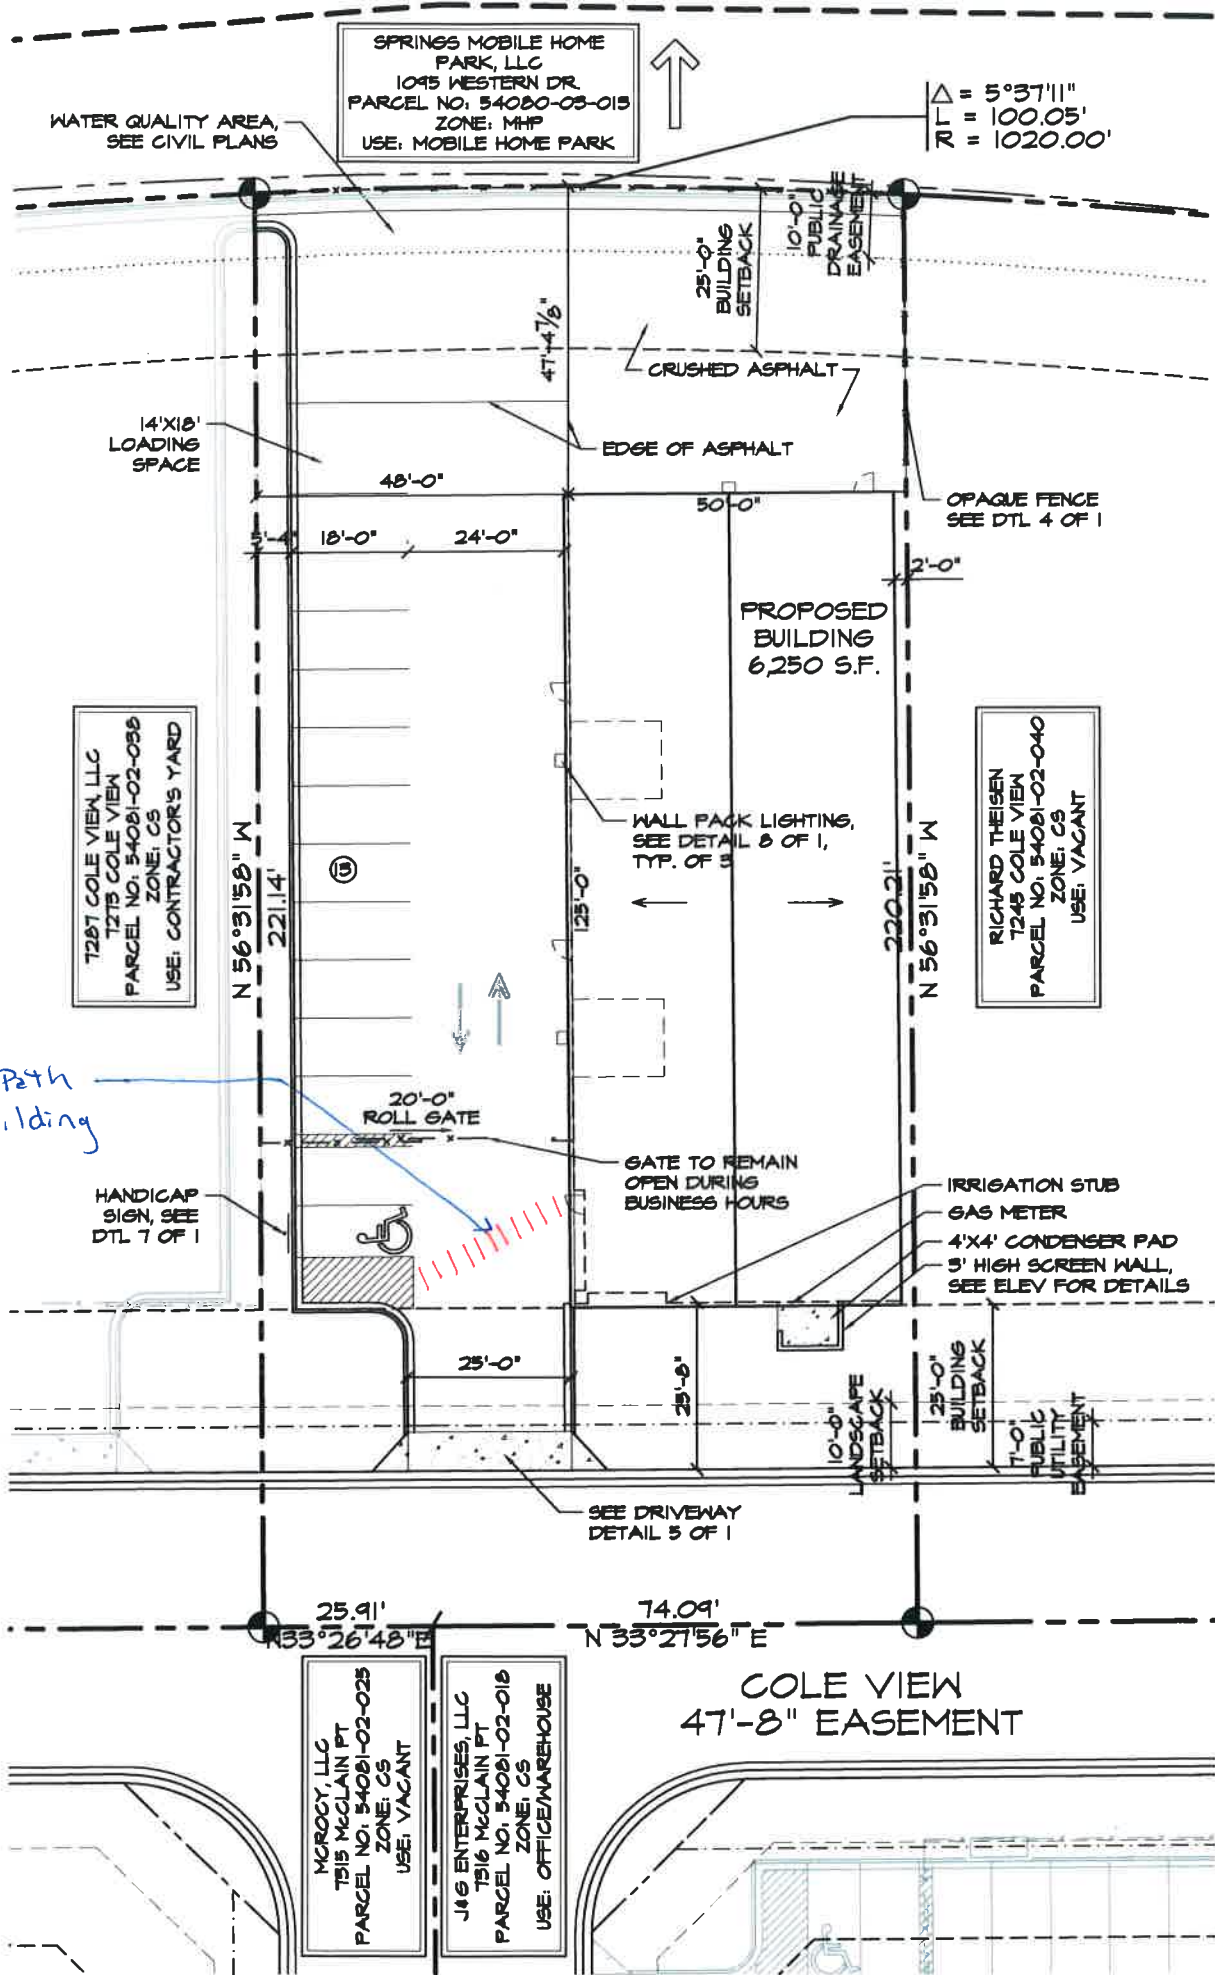 SPRINGS MOBILE HOME
PARK, LLC
1095 WESTERN DR.
PARCEL NO: 54080-03-013
ZONE: MHP
USE: MOBILE HOME PARK
△ = 5°37'11"
L = 100.05'
R = 1020.00'
WATER QUALITY AREA,
SEE CIVIL PLANS
25'-0"
BUILDING
SETBACK
10'-0"
PUBLIC
DRAINAGE
EASEMENT
47'-4 7/8"
CRUSHED ASPHALT
14'X18'
LOADING
SPACE
EDGE OF ASPHALT
48'-0"
50'-0"
OPAQUE FENCE
SEE DTL 4 OF 1
5'-4"
18'-0"
24'-0"
2'-0"
PROPOSED
BUILDING
6,250 S.F.
7287 COLE VIEW, LLC
7273 COLE VIEW
PARCEL NO: 54081-02-038
ZONE: CS
USE: CONTRACTOR'S YARD
N 56°31'58" W
221.14'
13
WALL PACK LIGHTING,
SEE DETAIL 8 OF 1,
TYP. OF 3
125'-0"
220.21'
N 56°31'58" W
RICHARD THEISEN
7245 COLE VIEW
PARCEL NO: 54081-02-040
ZONE: CS
USE: VACANT
Path
ilding
20'-0"
ROLL GATE
GATE TO REMAIN
OPEN DURING
BUSINESS HOURS
HANDICAP
SIGN, SEE
DTL 7 OF 1
IRRIGATION STUB
GAS METER
4'X4' CONDENSER PAD
3' HIGH SCREEN WALL,
SEE ELEV FOR DETAILS
25'-0"
25'-8"
10'-0"
LANDSCAPE
SETBACK
25'-0"
BUILDING
SETBACK
7'-0"
PUBLIC
UTILITY
EASEMENT
SEE DRIVEWAY
DETAIL 5 OF 1
25.91'
N33°26'48"E
74.09'
N 33°27'56" E
COLE VIEW
47'-8" EASEMENT
MCROCY, LLC
7315 MCCLAIN PT
PARCEL NO: 54081-02-025
ZONE: CS
USE: VACANT
J&G ENTERPRISES, LLC
7316 MCCLAIN PT
PARCEL NO: 54081-02-018
ZONE: CS
USE: OFFICE/WAREHOUSE